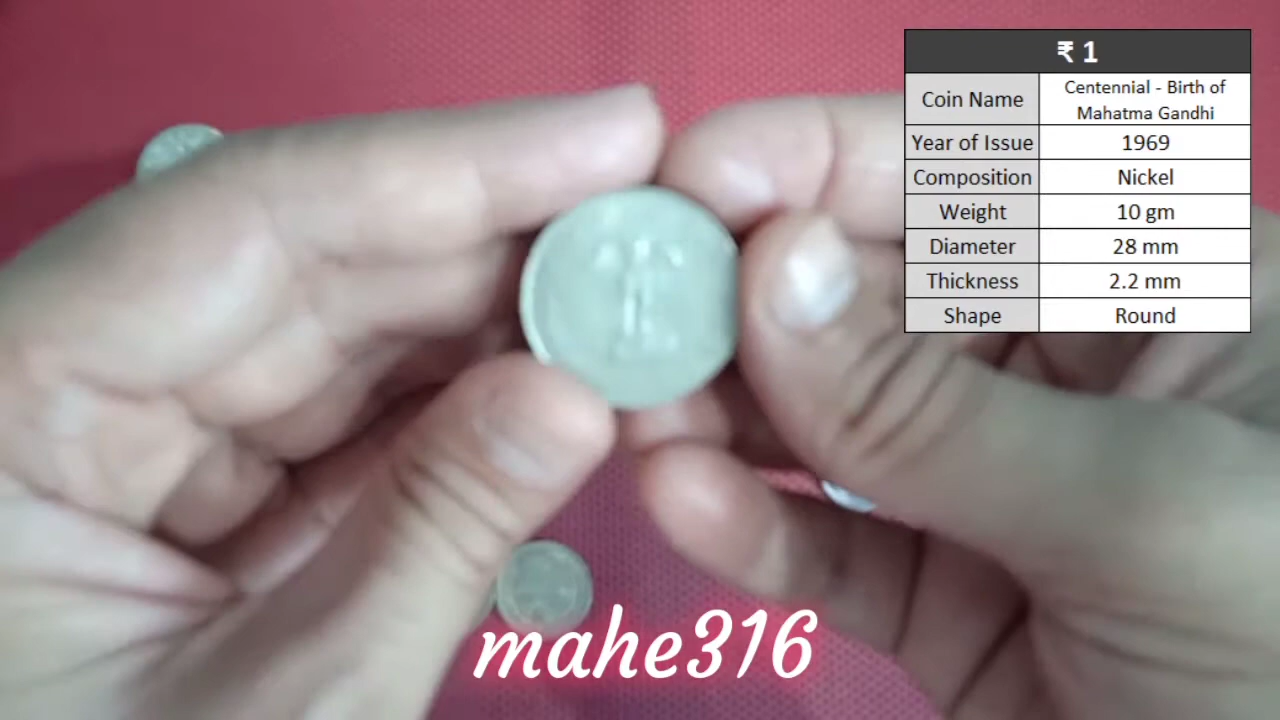 ₹ 1
Coin Name Centennial - Birth of Mahatma Gandhi
Year of Issue 1969
Composition Nickel
Weight 10 gm
Diameter 28 mm
Thickness 2.2 mm
Shape Round
mahe316